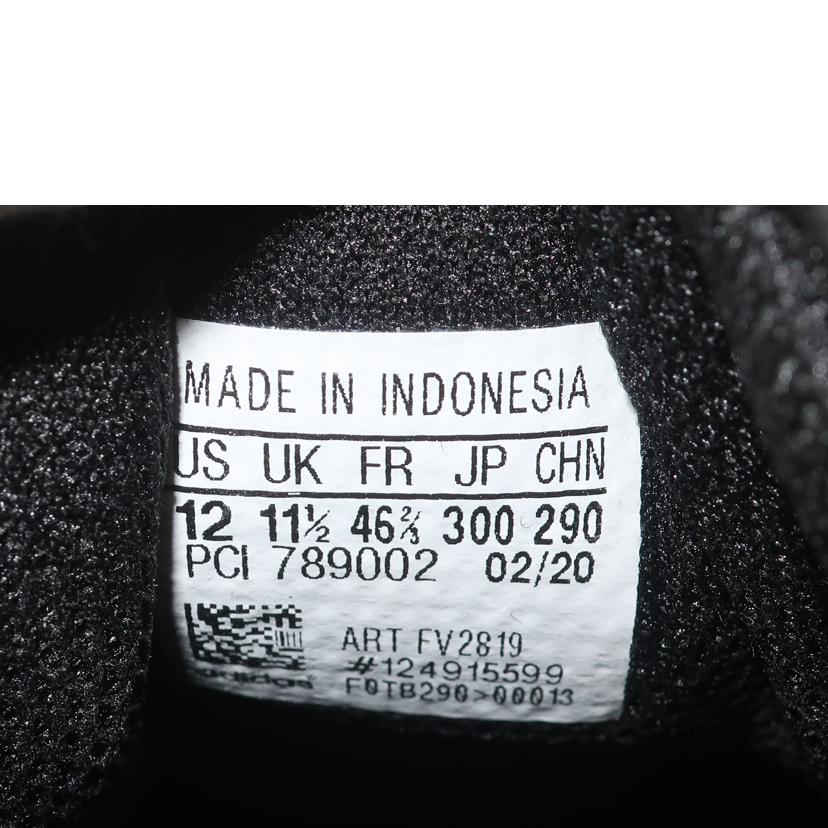 MADE IN INDONESIA
US UK FR JP CHN
12 11½ 46⅔ 300 290
PCI 789002 02/20
ART FV2819
#124915599
adidas F0TB290>00013